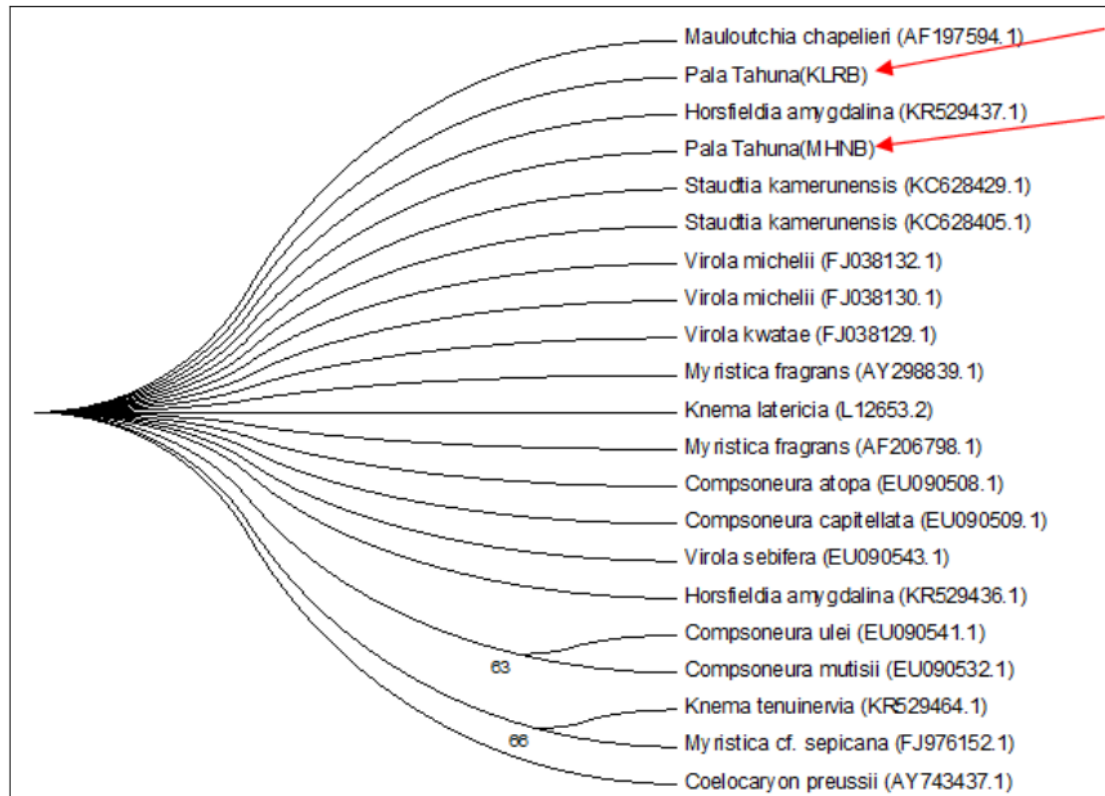 Mauloutchia chapelieri (AF197594.1)
Pala Tahuna(KLRB)
Horsfieldia amygdalina (KR529437.1)
Pala Tahuna(MHNB)
Staudtia kamerunensis (KC628429.1)
Staudtia kamerunensis (KC628405.1)
Virola michelii (FJ038132.1)
Virola michelii (FJ038130.1)
Virola kwatae (FJ038129.1)
Myristica fragrans (AY298839.1)
Knema latericia (L12653.2)
Myristica fragrans (AF206798.1)
Compsoneura atopa (EU090508.1)
Compsoneura capitellata (EU090509.1)
Virola sebifera (EU090543.1)
Horsfieldia amygdalina (KR529436.1)
Compsoneura ulei (EU090541.1)
63
Compsoneura mutisii (EU090532.1)
Knema tenuinervia (KR529464.1)
66
Myristica cf. sepicana (FJ976152.1)
Coelocaryon preussii (AY743437.1)